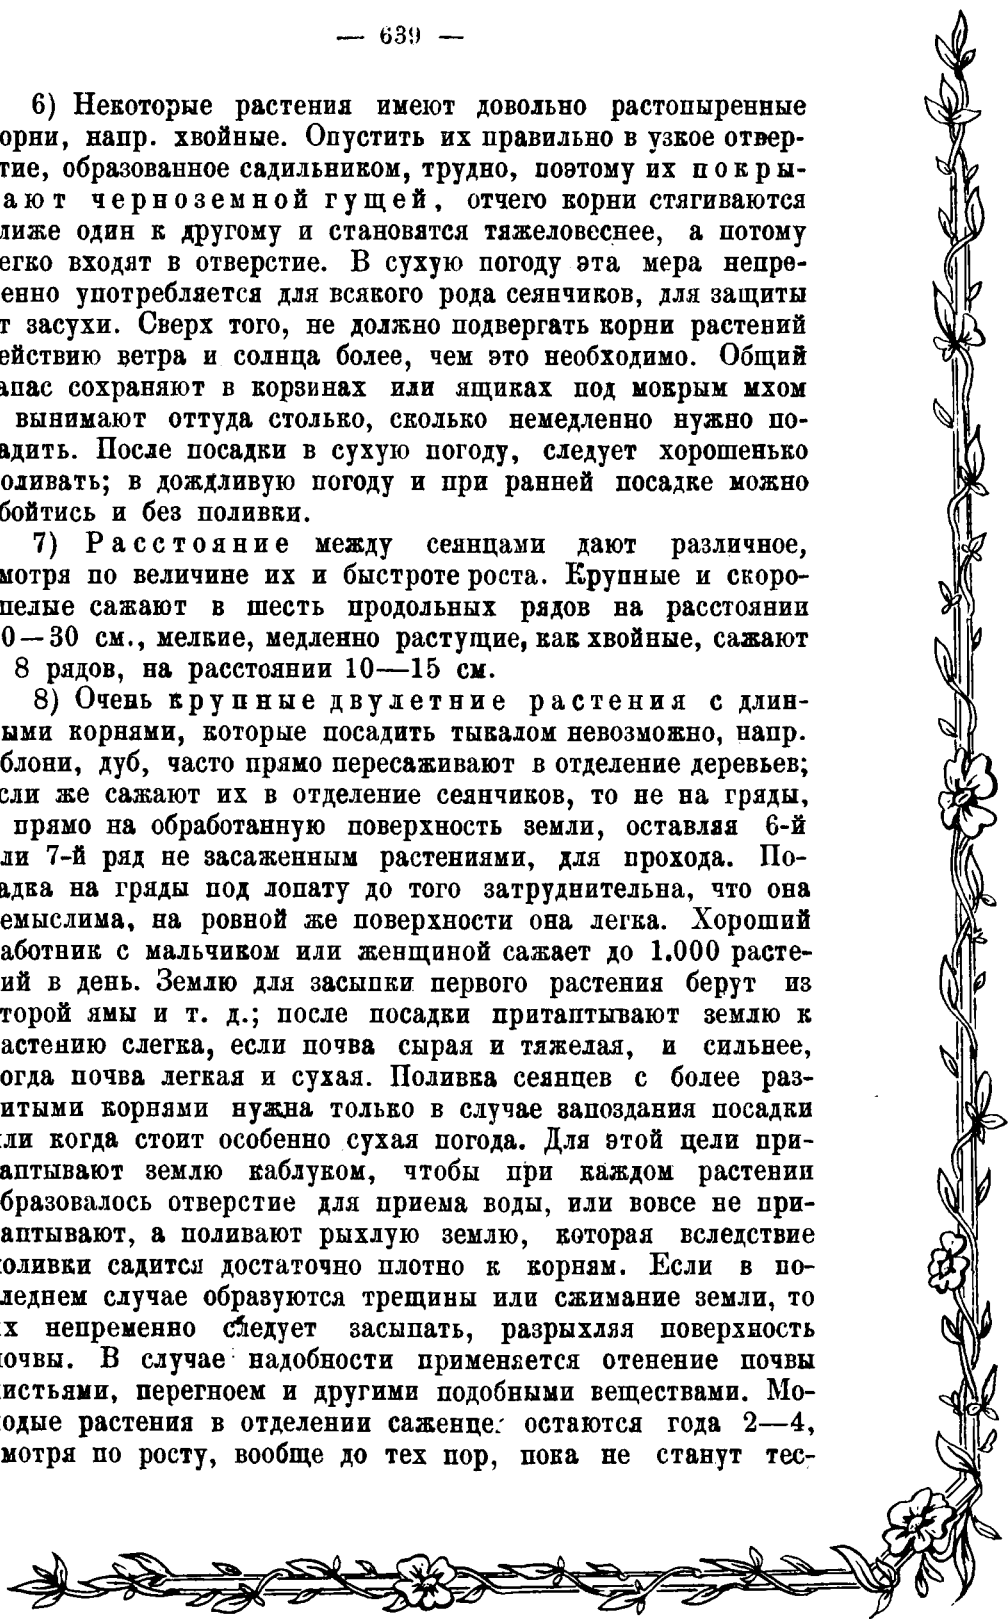 — 639 —
6) Некоторые растения имеют довольно растопыренные
орни, напр. хвойные. Опустить их правильно в узкое отвер-
тие, образованное садильником, трудно, поэтому их покры-
ают черноземной гущей, отчего корни стягиваются
лиже один к другому и становятся тяжеловеснее, а потому
егко входят в отверстие. В сухую погоду эта мера непре-
енно употребляется для всякого рода сеянчиков, для защиты
т засухи. Сверх того, не должно подвергать корни растений
ействию ветра и солнца более, чем это необходимо. Общий
апас сохраняют в корзинах или ящиках под мокрым мхом
вынимают оттуда столько, сколько немедленно нужно по-
адить. После посадки в сухую погоду, следует хорошенько
оливать; в дождливую погоду и при ранней посадке можно
бойтись и без поливки.
7) Расстояние между сеянцами дают различное,
мотря по величине их и быстроте роста. Крупные и скоро-
пелые сажают в шесть продольных рядов на расстоянии
0—30 см., мелкие, медленно растущие, как хвойные, сажают
8 рядов, на расстоянии 10—15 см.
8) Очень крупные двулетние растения с длин-
ыми корнями, которые посадить тыкалом невозможно, напр.
блони, дуб, часто прямо пересаживают в отделение деревьев;
сли же сажают их в отделение сеянчиков, то не на гряды,
прямо на обработанную поверхность земли, оставляя 6-й
ли 7-й ряд не засаженным растениями, для прохода. По-
адка на гряды под лопату до того затруднительна, что она
емыслима, на ровной же поверхности она легка. Хороший
аботник с мальчиком или женщиной сажает до 1.000 расте-
ий в день. Землю для засыпки первого растения берут из
торой ямы и т. д.; после посадки притаптывают землю к
астению слегка, если почва сырая и тяжелая, и сильнее,
огда почва легкая и сухая. Поливка сеянцев с более раз-
итыми корнями нужна только в случае запоздания посадки
ли когда стоит особенно сухая погода. Для этой цели при-
аптывают землю каблуком, чтобы при каждом растении
бразовалось отверстие для приема воды, или вовсе не при-
аптывают, а поливают рыхлую землю, которая вследствие
оливки садится достаточно плотно к корням. Если в по-
леднем случае образуются трещины или сжимание земли, то
х непременно следует засыпать, разрыхляя поверхность
почвы. В случае надобности применяется отенение почвы
истьями, перегноем и другими подобными веществами. Мо-
одые растения в отделении саженце. остаются года 2—4,
мотря по росту, вообще до тех пор, пока не станут тес-